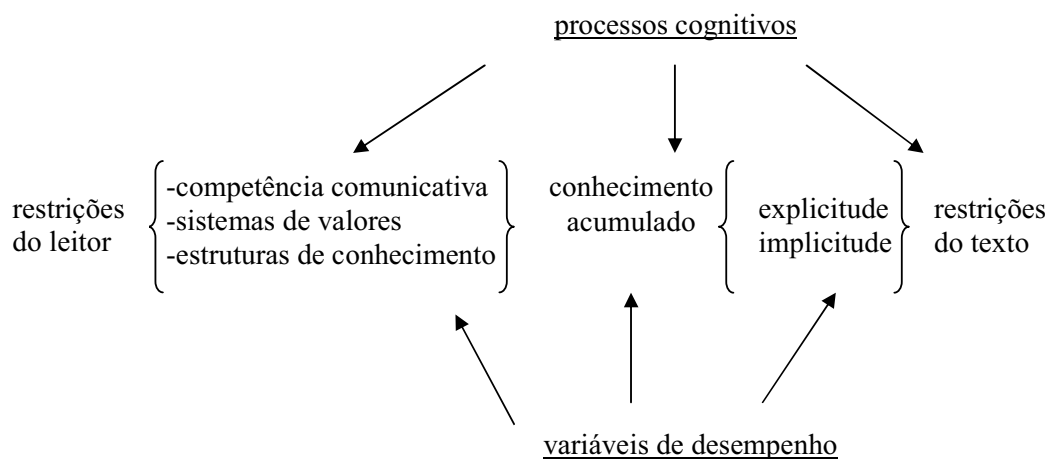 processos cognitivos
restrições
do leitor
-competência comunicativa
-sistemas de valores
-estruturas de conhecimento
conhecimento
acumulado
explicitude
implicitude
restrições
do texto
variáveis de desempenho